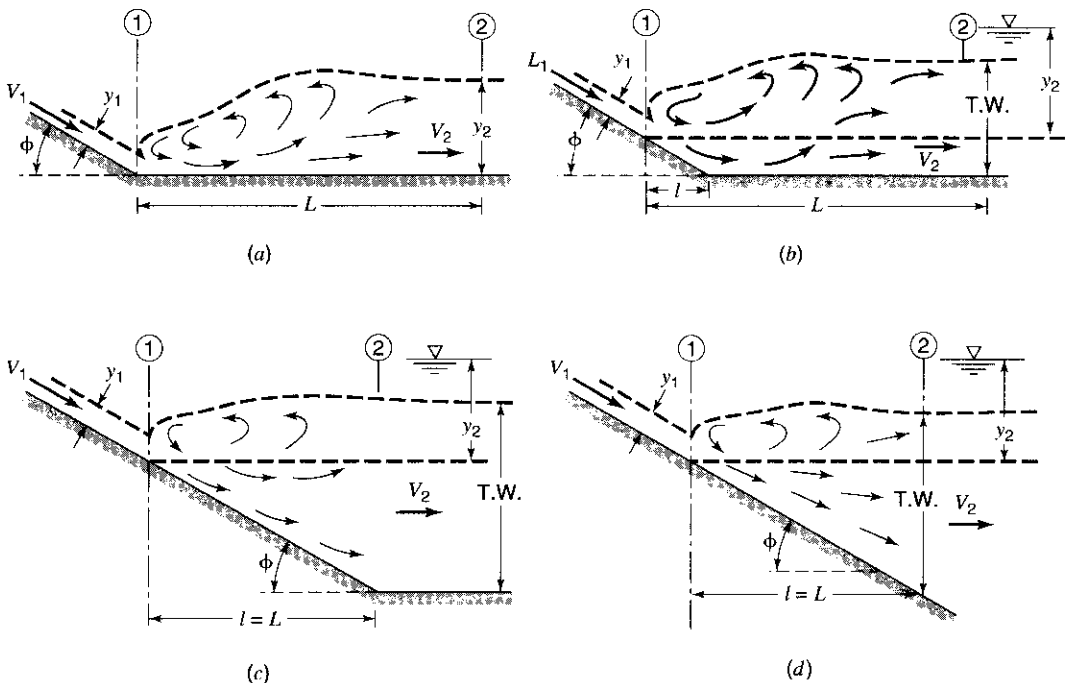 ① ②
V₁ y₁ ϕ V₂ y₂
L
(a)
① ②
L₁ y₁ ϕ V₂ T.W. y₂
l
L
(b)
① ②
V₁ y₁ y₂ T.W. V₂ ϕ
l = L
(c)
① ②
V₁ y₁ y₂ T.W. V₂ ϕ
l = L
(d)